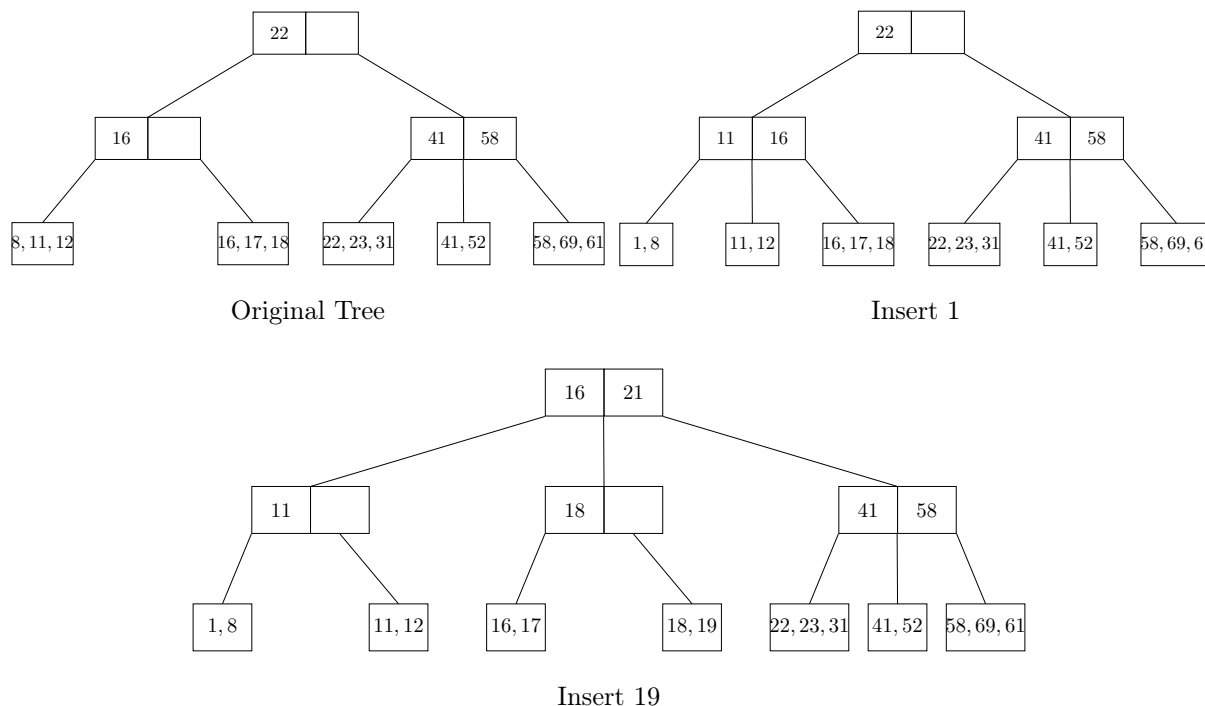 22 22
16 41 58 11 16 41 58
8, 11, 12 16, 17, 18 22, 23, 31 41, 52 58, 69, 61 1, 8 11, 12 16, 17, 18 22, 23, 31 41, 52 58, 69, 6
Original Tree Insert 1
16 21
11 18 41 58
1, 8 11, 12 16, 17 18, 19 22, 23, 31 41, 52 58, 69, 61
Insert 19